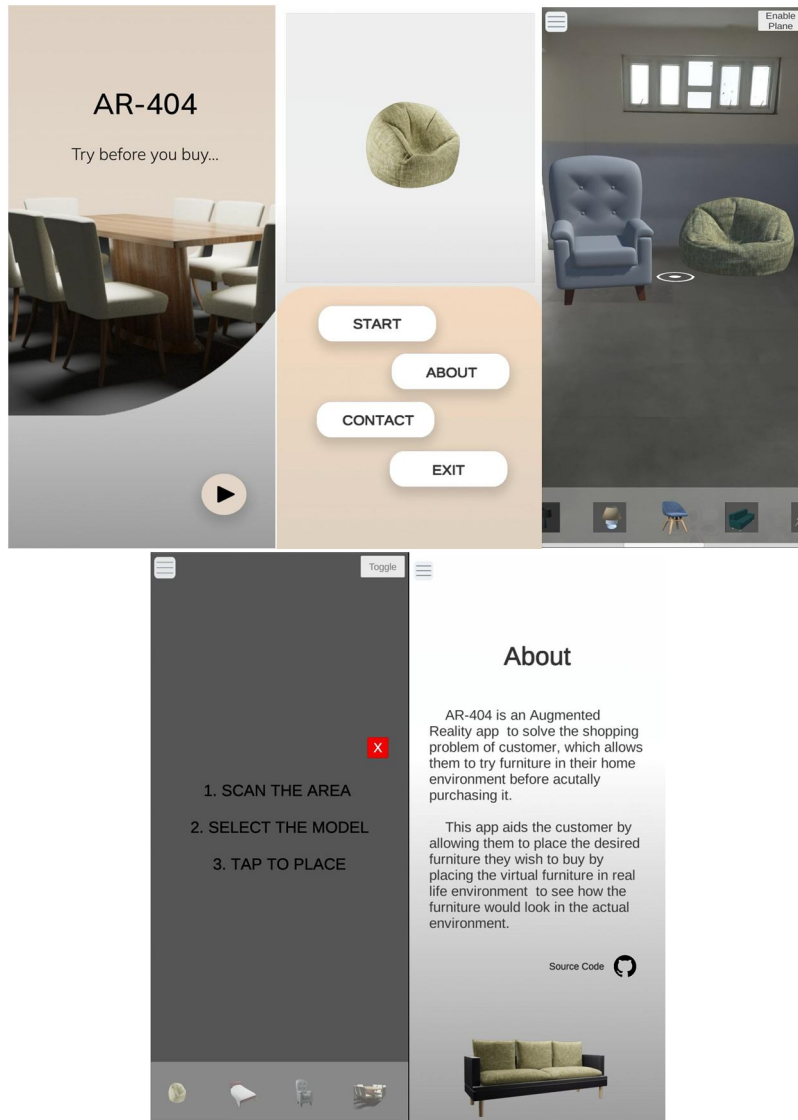 AR-404
Try before you buy...
START
ABOUT
CONTACT
EXIT
Enable
Plane
Toggle
X
1. SCAN THE AREA
2. SELECT THE MODEL
3. TAP TO PLACE
About
AR-404 is an Augmented
Reality app to solve the shopping
problem of customer, which allows
them to try furniture in their home
environment before acutally
purchasing it.
This app aids the customer by
allowing them to place the desired
furniture they wish to buy by
placing the virtual furniture in real
life environment to see how the
furniture would look in the actual
environment.
Source Code